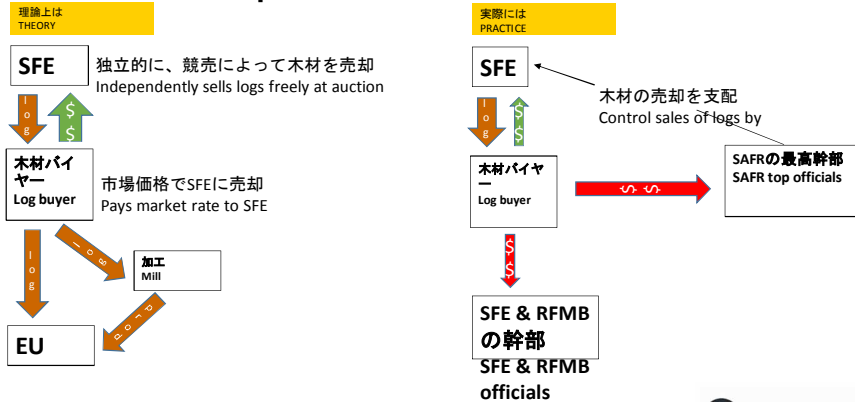 理論上は
THEORY
SFE
独立的に、競売によって木材を売却
Independently sells logs freely at auction
log
$$
木材バイ
ヤー
Log buyer
市場価格でSFEに売却
Pays market rate to SFE
log
log
加工
Mill
prod
EU
実際には
PRACTICE
SFE
木材の売却を支配
Control sales of logs by
log
$$
木材バイヤ
ー
Log buyer
$$
SAFRの最高幹部
SAFR top officials
$$
SFE & RFMB
の幹部
SFE & RFMB
officials